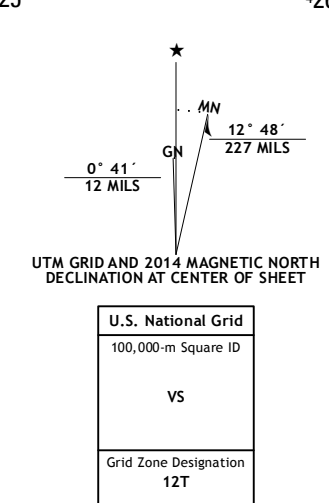 MN
12° 48´
227 MILS
GN
0° 41´
12 MILS
UTM GRID AND 2014 MAGNETIC NORTH
DECLINATION AT CENTER OF SHEET
U.S. National Grid
100,000-m Square ID
VS
Grid Zone Designation
12T